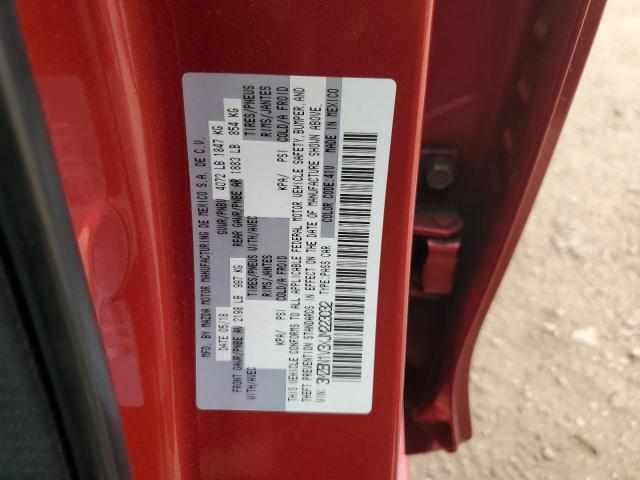 MFD. BY MAZDA MOTOR MANUFACTURING DE MEXICO S.A. DE C.V.
DATE 05/18 GVWR/PNBV 4072 LB 1847 KG
FRONT GAWR/PNBE AV 2198 LB 997 KG REAR GAWR/PNBE AR 1883 LB 854 KG
WITH/AVEC TIRES/PNEUS WITH/AVEC TIRES/PNEUS
RIMS/JANTES RIMS/JANTES
KPA/ PSI COLD/A FROID KPA/ PSI COLD/A FROID
THIS VEHICLE CONFORMS TO ALL APPLICABLE FEDERAL MOTOR VEHICLE SAFETY, BUMPER, AND
THEFT PREVENTION STANDARDS IN EFFECT ON THE DATE OF MANUFACTURE SHOWN ABOVE.
VIN: 3MZBN1V3XJM223032 TYPE:PASS CAR COLOR CODE:41V MADE IN MEXICO